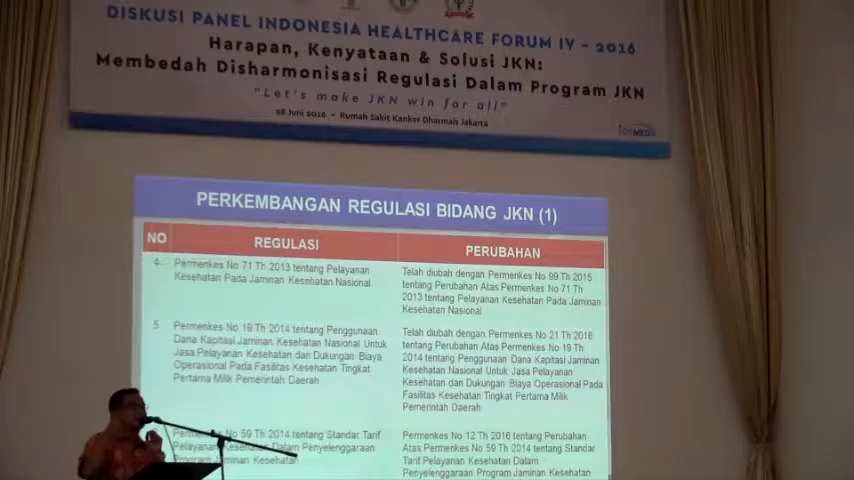 DISKUSI PANEL INDONESIA HEALTHCARE FORUM IV - 2016
Harapan, Kenyataan & Solusi JKN:
Membedah Disharmonisasi Regulasi Dalam Program JKN
"Let's make JKN win for all"
Juni 2016 - Rumah Sakit Kanker Dharmais Jakarta
PERKEMBANGAN REGULASI BIDANG JKN (1)
NO
REGULASI
PERUBAHAN
4
Permenkes No 71 Th 2013 tentang Pelayanan
Kesehatan Pada Jaminan Kesehatan Nasional
Telah diubah dengan Permenkes No 99 Th 2015
tentang Perubahan Atas Permenkes No 71 Th
2013 tentang Pelayanan Kesehatan Pada Jaminan
Kesehatan Nasional
5
Permenkes No 19 Th 2014 tentang Penggunaan
Dana Kapitasi Jaminan Kesehatan Nasional Untuk
Jasa Pelayanan Kesehatan dan Dukungan Biaya
Operasional Pada Fasilitas Kesehatan Tingkat
Pertama Milik Pemerintah Daerah
Telah diubah dengan Permenkes No 21 Th 2016
tentang Perubahan Atas Permenkes No 19 Th
2014 tentang Penggunaan Dana Kapitasi Jaminan
Kesehatan Nasional Untuk Jasa Pelayanan
Kesehatan dan Dukungan Biaya Operasional Pada
Fasilitas Kesehatan Tingkat Pertama Milik
Pemerintah Daerah
Permenkes No 59 Th 2014 tentang Standar Tarif
Pelayanan Kesehatan Dalam Penyelenggaraan
Program Jaminan Kesehatan
Permenkes No 12 Th 2016 tentang Perubahan
Atas Permenkes No 59 Th 2014 tentang Standar
Tarif Pelayanan Kesehatan Dalam
Penyelenggaraan Program Jaminan Kesehatan